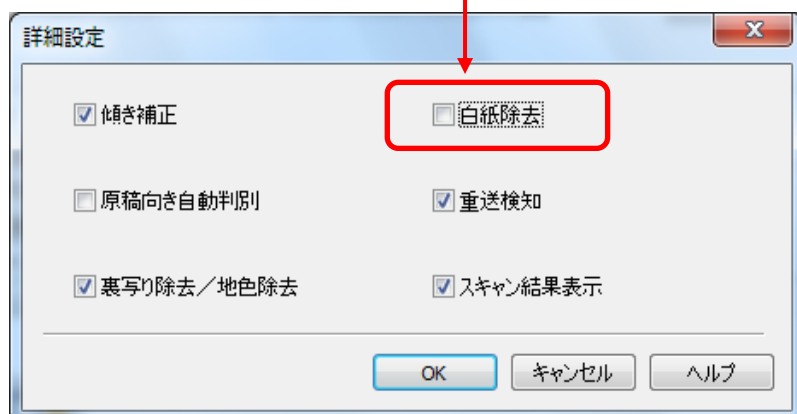 詳細設定
傾き補正
白紙除去
原稿向き自動判別
重送検知
裏写り除去／地色除去
スキャン結果表示
OK
キャンセル
ヘルプ